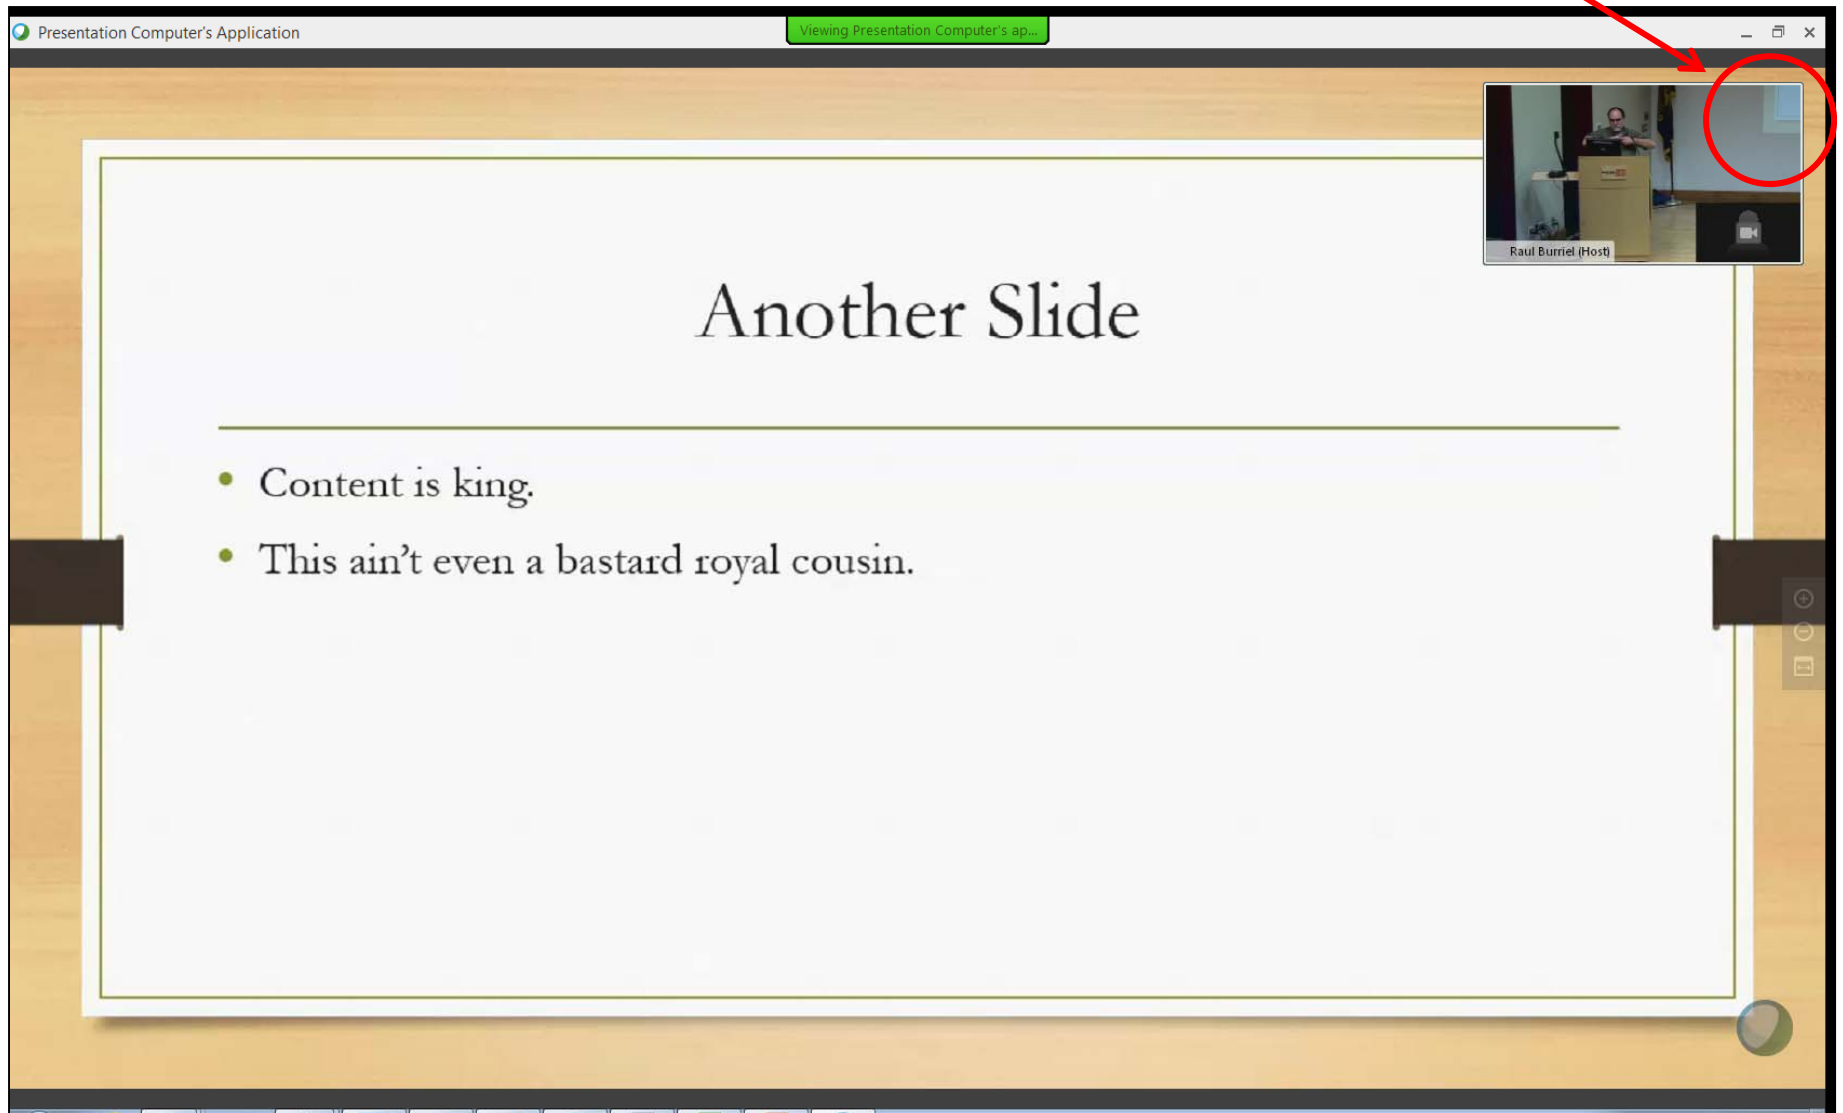 Presentation Computer's Application
Viewing Presentation Computer's ap...
Raul Burriel (Host)
Another Slide
• Content is king.
• This ain't even a bastard royal cousin.